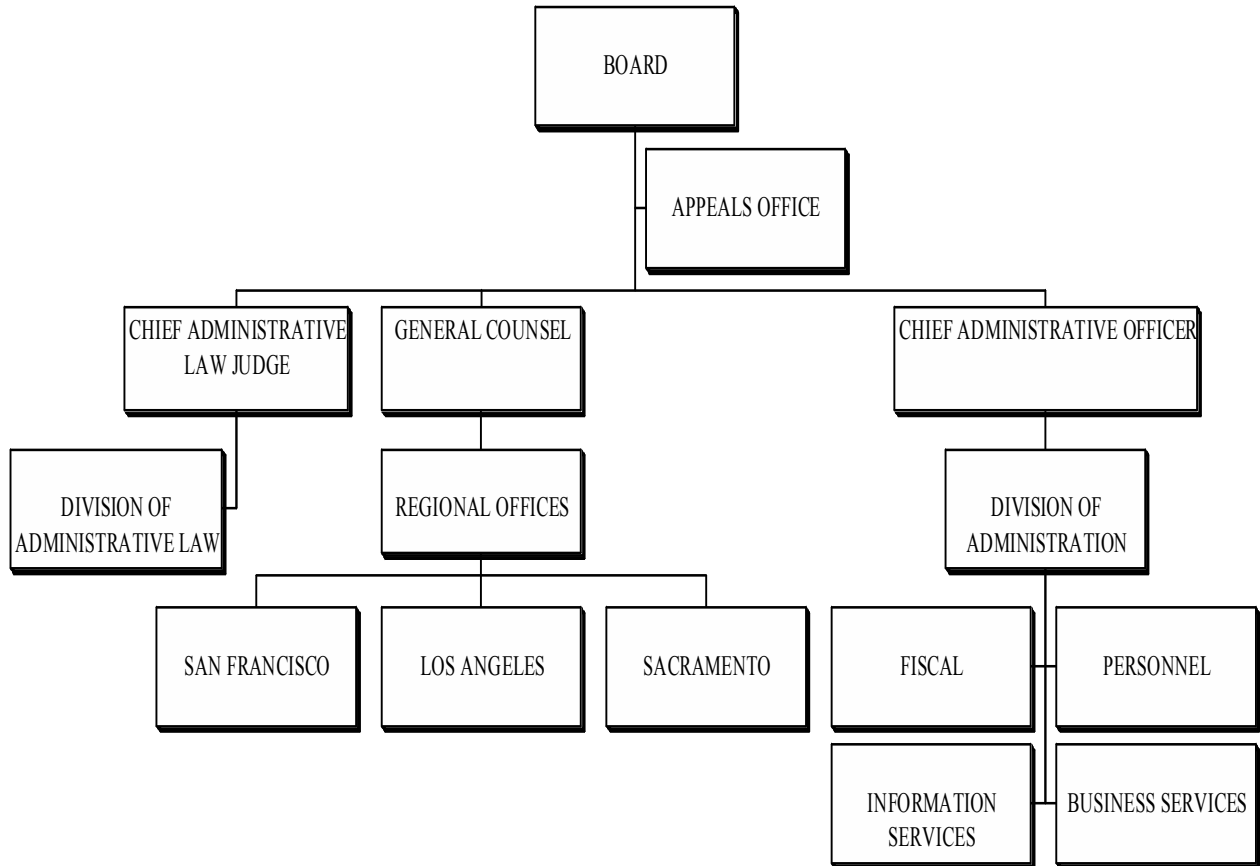 BOARD
APPEALS OFFICE
CHIEF ADMINISTRATIVE
LAW JUDGE
GENERAL COUNSEL
CHIEF ADMINISTRATIVE OFFICER
DIVISION OF
ADMINISTRATIVE LAW
REGIONAL OFFICES
DIVISION OF
ADMINISTRATION
SAN FRANCISCO
LOS ANGELES
SACRAMENTO
FISCAL
PERSONNEL
INFORMATION
SERVICES
BUSINESS SERVICES